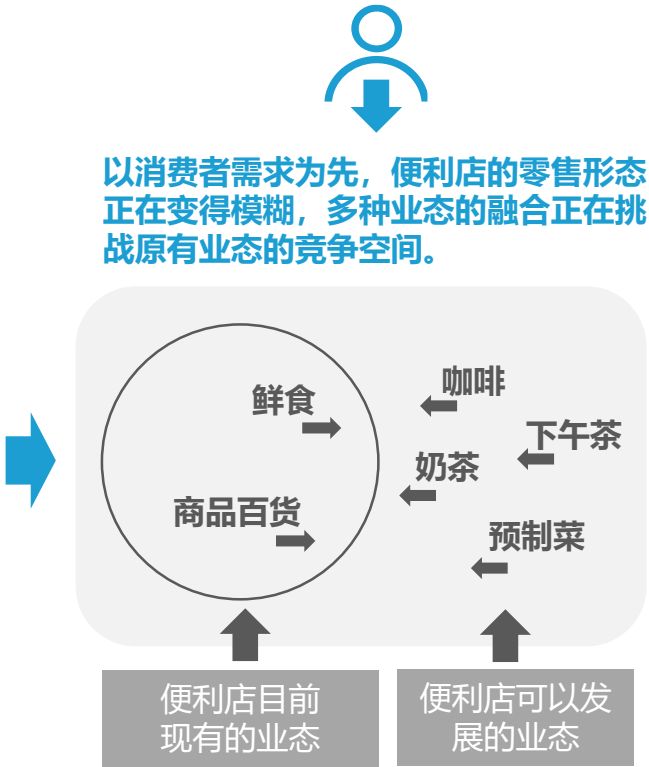 以消费者需求为先，便利店的零售形态
正在变得模糊，多种业态的融合正在挑
战原有业态的竞争空间。
鲜食
咖啡
下午茶
奶茶
商品百货
预制菜
便利店目前
现有的业态
便利店可以发
展的业态